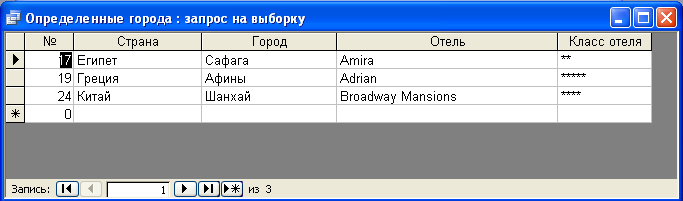 Определенные города : запрос на выборку
№ Страна Город Отель Класс отеля
17 Египет Сафага Amira **
19 Греция Афины Adrian *****
24 Китай Шанхай Broadway Mansions ****
0
Запись: 1 из 3